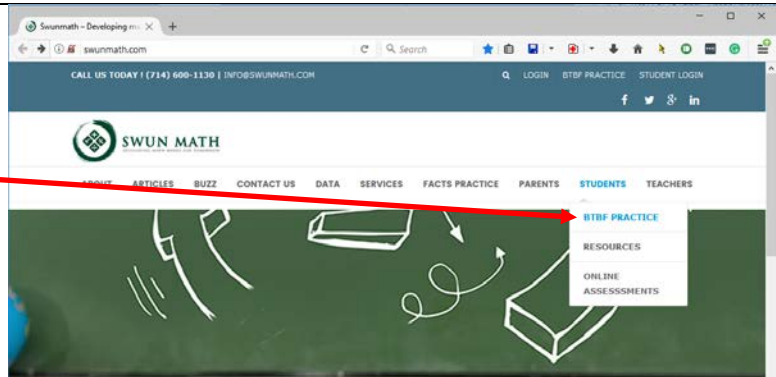 Swunmath – Developing m
swunmath.com
Search
CALL US TODAY ! (714) 600-1130 | INFO@SWUNMATH.COM
LOGIN BTBF PRACTICE STUDENT LOGIN
SWUN MATH
ABOUT ARTICLES BUZZ CONTACT US DATA SERVICES FACTS PRACTICE PARENTS STUDENTS TEACHERS
BTBF PRACTICE
RESOURCES
ONLINE
ASSESSSMENTS